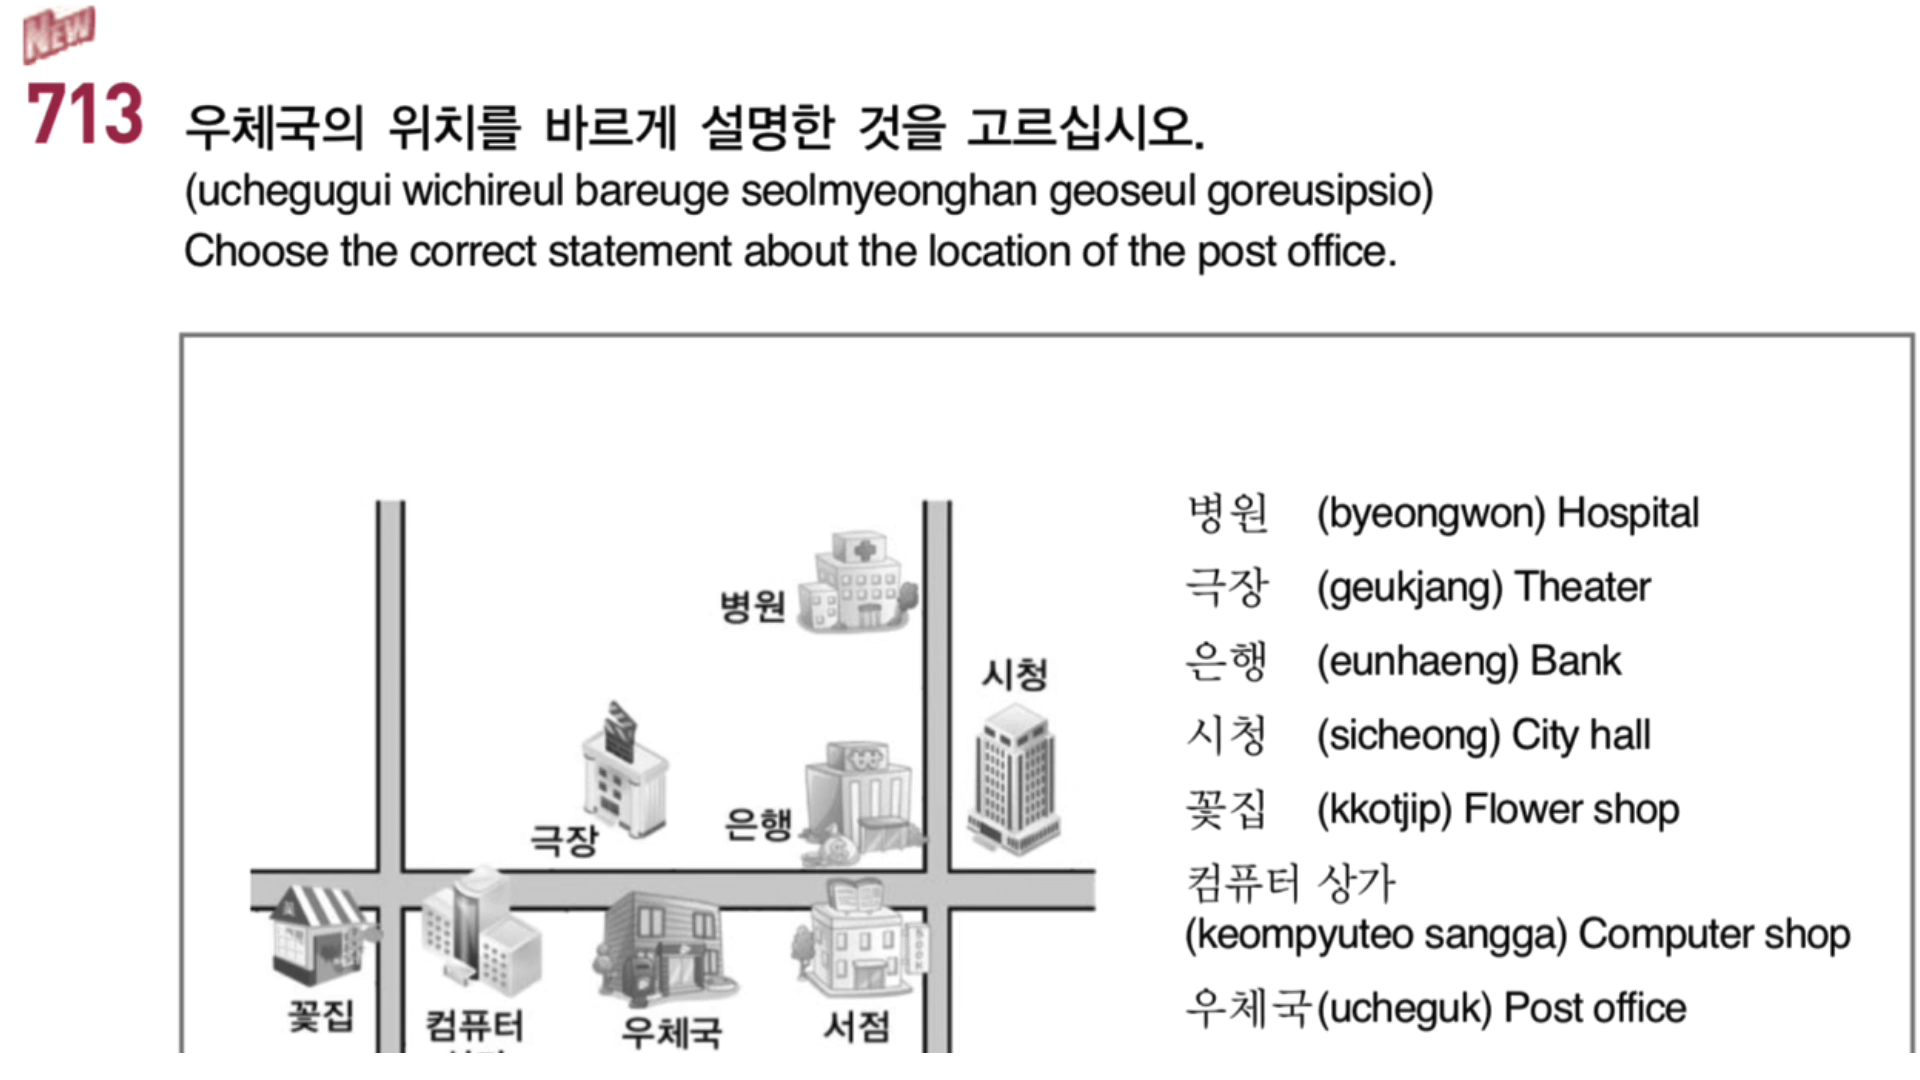 NEW
713 우체국의 위치를 바르게 설명한 것을 고르십시오.
(uchegugui wichireul bareuge seolmyeonghan geoseul goreusipsio)
Choose the correct statement about the location of the post office.
병원
시청
극장
은행
꽃집
컴퓨터
우체국
서점
병원 (byeongwon) Hospital
극장 (geukjang) Theater
은행 (eunhaeng) Bank
시청 (sicheong) City hall
꽃집 (kkotjip) Flower shop
컴퓨터 상가
(keompyuteo sangga) Computer shop
우체국(ucheguk) Post office